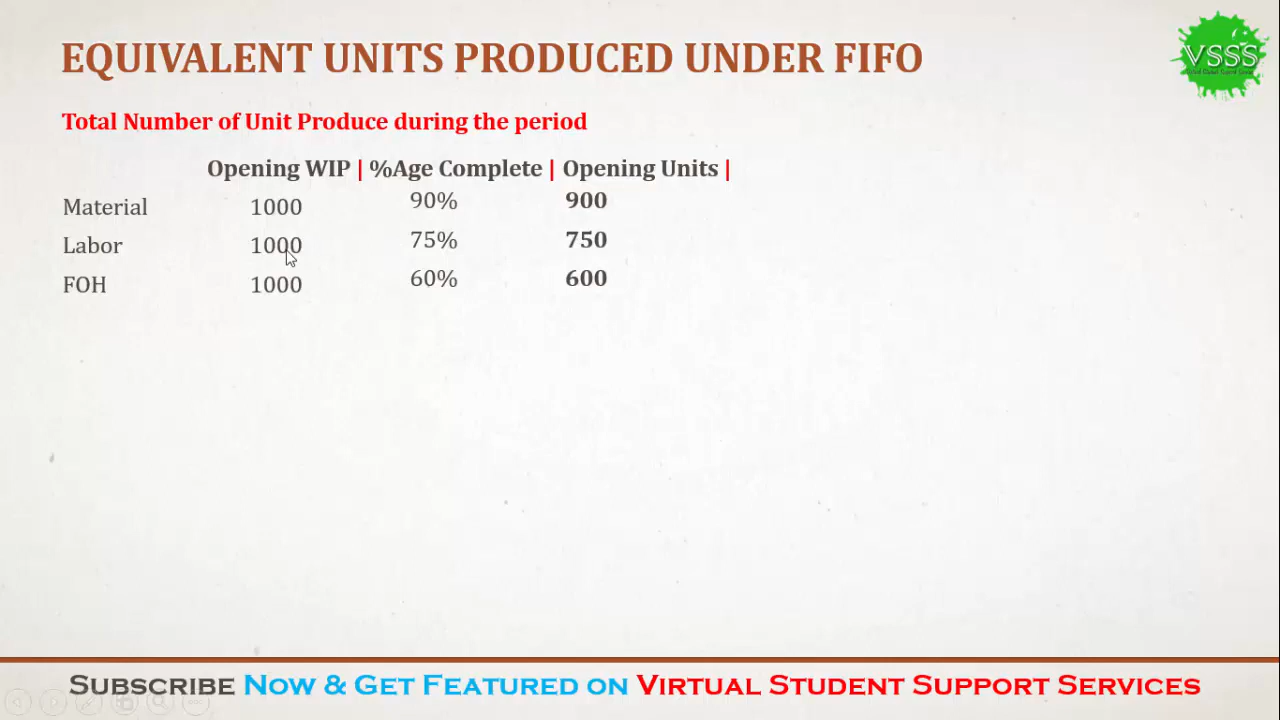 EQUIVALENT UNITS PRODUCED UNDER FIFO
VSSS
Total Number of Unit Produce during the period
Opening WIP | %Age Complete | Opening Units |
Material 1000 90% 900
Labor 1000 75% 750
FOH 1000 60% 600
SUBSCRIBE NOW & GET FEATURED ON VIRTUAL STUDENT SUPPORT SERVICES